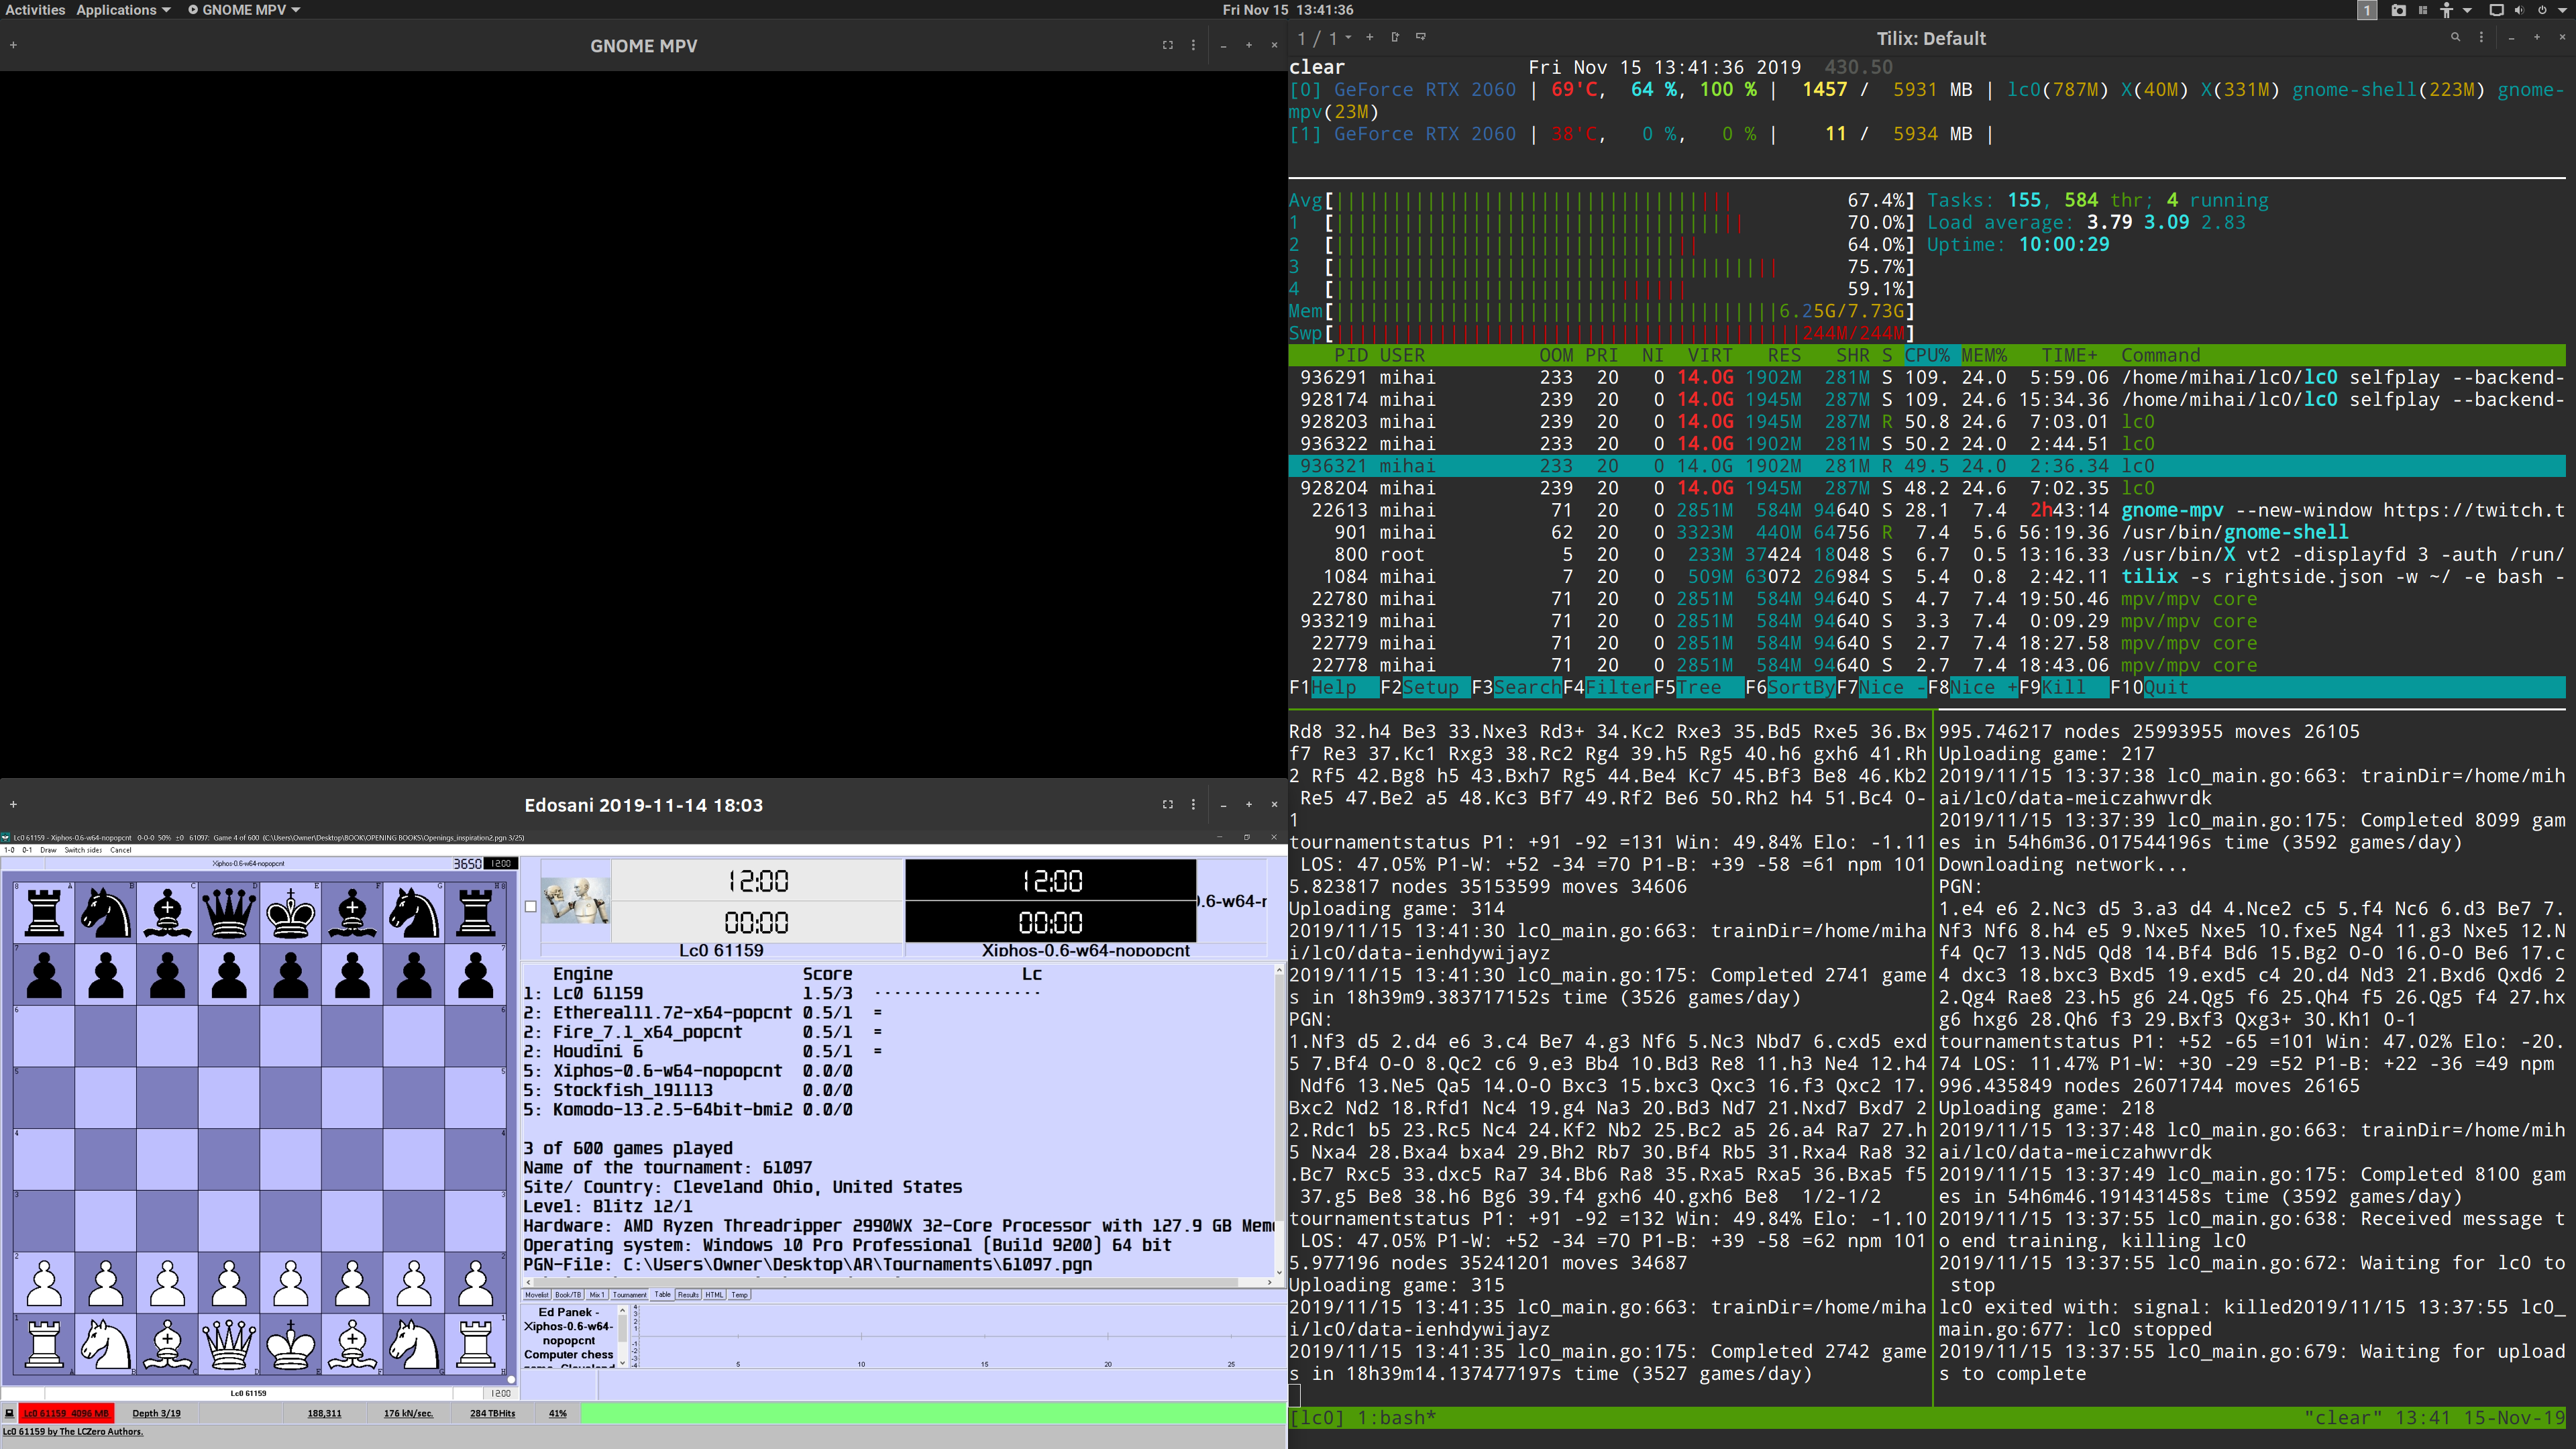 Activities Applications GNOME MPV Fri Nov 15 13:41:36 1
GNOME MPV
1 / 1 Tilix: Default
clear Fri Nov 15 13:41:36 2019 430.50
[0] GeForce RTX 2060 | 69'C, 64 %, 100 % | 1457 / 5931 MB | lc0(787M) X(40M) X(331M) gnome-shell(223M) gnome-
mpv(23M)
[1] GeForce RTX 2060 | 38'C, 0 %, 0 % | 11 / 5934 MB |
Avg[ 67.4%] Tasks: 155, 584 thr; 4 running
1 [ 70.0%] Load average: 3.79 3.09 2.83
2 [ 64.0%] Uptime: 10:00:29
3 [ 75.7%]
4 [ 59.1%]
Mem[ 6.25G/7.73G]
Swp[ 244M/244M]
PID USER OOM PRI NI VIRT RES SHR S CPU% MEM% TIME+ Command
936291 mihai 233 20 0 14.0G 1902M 281M S 109. 24.0 5:59.06 /home/mihai/lc0/lc0 selfplay --backend-
928174 mihai 239 20 0 14.0G 1945M 287M S 109. 24.6 15:34.36 /home/mihai/lc0/lc0 selfplay --backend-
928203 mihai 239 20 0 14.0G 1945M 287M R 50.8 24.6 7:03.01 lc0
936322 mihai 233 20 0 14.0G 1902M 281M S 50.2 24.0 2:44.51 lc0
936321 mihai 233 20 0 14.0G 1902M 281M R 49.5 24.0 2:36.34 lc0
928204 mihai 239 20 0 14.0G 1945M 287M S 48.2 24.6 7:02.35 lc0
22613 mihai 71 20 0 2851M 584M 94640 S 28.1 7.4 2h43:14 gnome-mpv --new-window https://twitch.t
901 mihai 62 20 0 3323M 440M 64756 R 7.4 5.6 56:19.36 /usr/bin/gnome-shell
800 root 5 20 0 233M 37424 18048 S 6.7 0.5 13:16.33 /usr/bin/X vt2 -displayfd 3 -auth /run/
1084 mihai 7 20 0 509M 63072 26984 S 5.4 0.8 2:42.11 tilix -s rightside.json -w ~/ -e bash -
22780 mihai 71 20 0 2851M 584M 94640 S 4.7 7.4 19:50.46 mpv/mpv core
933219 mihai 71 20 0 2851M 584M 94640 S 3.3 7.4 0:09.29 mpv/mpv core
22779 mihai 71 20 0 2851M 584M 94640 S 2.7 7.4 18:27.58 mpv/mpv core
22778 mihai 71 20 0 2851M 584M 94640 S 2.7 7.4 18:43.06 mpv/mpv core
F1Help F2Setup F3SearchF4FilterF5Tree F6SortByF7Nice -F8Nice +F9Kill F10Quit
Rd8 32.h4 Be3 33.Nxe3 Rd3+ 34.Kc2 Rxe3 35.Bd5 Rxe5 36.Bx
f7 Re3 37.Kc1 Rxg3 38.Rc2 Rg4 39.h5 Rg5 40.h6 gxh6 41.Rh
2 Rf5 42.Bg8 h5 43.Bxh7 Rg5 44.Be4 Kc7 45.Bf3 Be8 46.Kb2
Re5 47.Be2 a5 48.Kc3 Bf7 49.Rf2 Be6 50.Rh2 h4 51.Bc4 0-
1
tournamentstatus P1: +91 -92 =131 Win: 49.84% Elo: -1.11
LOS: 47.05% P1-W: +52 -34 =70 P1-B: +39 -58 =61 npm 101
5.823817 nodes 35153599 moves 34606
Uploading game: 314
2019/11/15 13:41:30 lc0_main.go:663: trainDir=/home/miha
i/lc0/data-ienhdywijayz
2019/11/15 13:41:30 lc0_main.go:175: Completed 2741 game
s in 18h39m9.383717152s time (3526 games/day)
PGN:
1.Nf3 d5 2.d4 e6 3.c4 Be7 4.g3 Nf6 5.Nc3 Nbd7 6.cxd5 exd
5 7.Bf4 O-O 8.Qc2 c6 9.e3 Bb4 10.Bd3 Re8 11.h3 Ne4 12.h4
Ndf6 13.Ne5 Qa5 14.O-O Bxc3 15.bxc3 Qxc3 16.f3 Qxc2 17.
Bxc2 Nd2 18.Rfd1 Nc4 19.g4 Na3 20.Bd3 Nd7 21.Nxd7 Bxd7 2
2.Rdc1 b5 23.Rc5 Nc4 24.Kf2 Nb2 25.Bc2 a5 26.a4 Ra7 27.h
5 Nxa4 28.Bxa4 bxa4 29.Bh2 Rb7 30.Bf4 Rb5 31.Rxa4 Ra8 32
.Bc7 Rxc5 33.dxc5 Ra7 34.Bb6 Ra8 35.Rxa5 Rxa5 36.Bxa5 f5
37.g5 Be8 38.h6 Bg6 39.f4 gxh6 40.gxh6 Be8 1/2-1/2
tournamentstatus P1: +91 -92 =132 Win: 49.84% Elo: -1.10
LOS: 47.05% P1-W: +52 -34 =70 P1-B: +39 -58 =62 npm 101
5.977196 nodes 35241201 moves 34687
Uploading game: 315
2019/11/15 13:41:35 lc0_main.go:663: trainDir=/home/miha
i/lc0/data-ienhdywijayz
2019/11/15 13:41:35 lc0_main.go:175: Completed 2742 game
s in 18h39m14.137477197s time (3527 games/day)
995.746217 nodes 25993955 moves 26105
Uploading game: 217
2019/11/15 13:37:38 lc0_main.go:663: trainDir=/home/mih
ai/lc0/data-meiczahwvrdk
2019/11/15 13:37:39 lc0_main.go:175: Completed 8099 gam
es in 54h6m36.017544196s time (3592 games/day)
Downloading network...
PGN:
1.e4 e6 2.Nc3 d5 3.a3 d4 4.Nce2 c5 5.f4 Nc6 6.d3 Be7 7.
Nf3 Nf6 8.h4 e5 9.Nxe5 Nxe5 10.fxe5 Ng4 11.g3 Nxe5 12.N
f4 Qc7 13.Nd5 Qd8 14.Bf4 Bd6 15.Bg2 O-O 16.O-O Be6 17.c
4 dxc3 18.bxc3 Bxd5 19.exd5 c4 20.d4 Nd3 21.Bxd6 Qxd6 2
2.Qg4 Rae8 23.h5 g6 24.Qg5 f6 25.Qh4 f5 26.Qg5 f4 27.hx
g6 hxg6 28.Qh6 f3 29.Bxf3 Qxg3+ 30.Kh1 0-1
tournamentstatus P1: +52 -65 =101 Win: 47.02% Elo: -20.
74 LOS: 11.47% P1-W: +30 -29 =52 P1-B: +22 -36 =49 npm
996.435849 nodes 26071744 moves 26165
Uploading game: 218
2019/11/15 13:37:48 lc0_main.go:663: trainDir=/home/mih
ai/lc0/data-meiczahwvrdk
2019/11/15 13:37:49 lc0_main.go:175: Completed 8100 gam
es in 54h6m46.191431458s time (3592 games/day)
2019/11/15 13:37:55 lc0_main.go:638: Received message t
o end training, killing lc0
2019/11/15 13:37:55 lc0_main.go:672: Waiting for lc0 to
stop
lc0 exited with: signal: killed2019/11/15 13:37:55 lc0_
main.go:677: lc0 stopped
2019/11/15 13:37:55 lc0_main.go:679: Waiting for upload
s to complete
[lc0] 1:bash* "clear" 13:41 15-Nov-19
Edosani 2019-11-14 18:03
Lc0 61159 - Xiphos-0.6-w64-nopopcnt 0-0-0 50% ±0 61097: Game 4 of 600 (C:\Users\Owner\Desktop\BOOK\OPENING BOOKS\Openings_inspiration2.pgn 3/25)
1-0 0-1 Draw Switch sides Cancel
Xiphos-0.6-w64-nopopcnt 3650 12:00
12:00 12:00
00:00 00:00
Lc0 61159 Xiphos-0.6-w64-nopopcnt
Engine Score Lc
1: Lc0 61159 1.5/3 -----------------
2: Ethereal11.72-x64-popcnt 0.5/1 =
2: Fire_7.1_x64_popcnt 0.5/1 =
2: Houdini 6 0.5/1 =
5: Xiphos-0.6-w64-nopopcnt 0.0/0
5: Stockfish_191113 0.0/0
5: Komodo-13.2.5-64bit-bmi2 0.0/0
3 of 600 games played
Name of the tournament: 61097
Site/ Country: Cleveland Ohio, United States
Level: Blitz 12/1
Hardware: AMD Ryzen Threadripper 2990WX 32-Core Processor with 127.9 GB Mem
Operating system: Windows 10 Pro Professional (Build 9200) 64 bit
PGN-File: C:\Users\Owner\Desktop\AR\Tournaments\61097.pgn
Movelist Book/TB Mix 1 Tournament Table Results HTML Temp
Ed Panek -
Xiphos-0.6-w64-
nopopcnt
Computer chess
5 10 15 20 25
Lc0 61159 12:00
Lc0 61159 4096 MB Depth 3/19 188,311 176 kN/sec. 284 TBHits 41%
Lc0 61159 by The LCZero Authors.